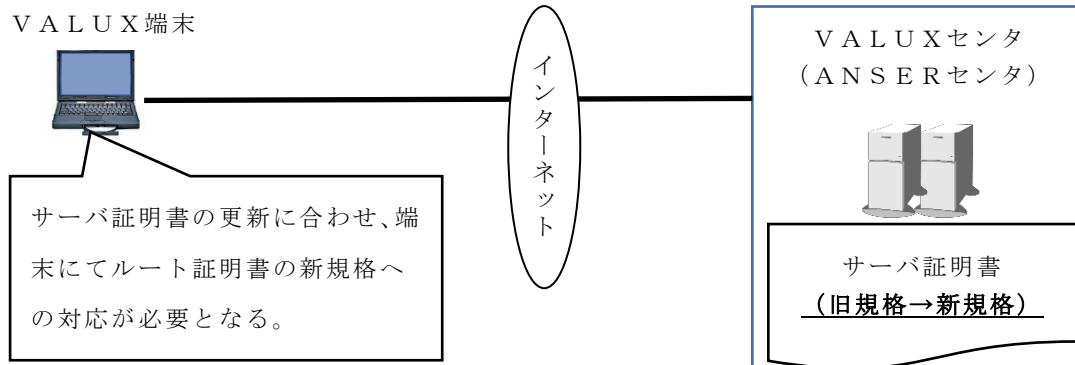 ＶＡＬＵＸ端末
サーバ証明書の更新に合わせ、端
末にてルート証明書の新規格へ
の対応が必要となる。
インターネット
ＶＡＬＵＸセンタ
（ＡＮＳＥＲセンタ）
サーバ証明書
（旧規格→新規格）